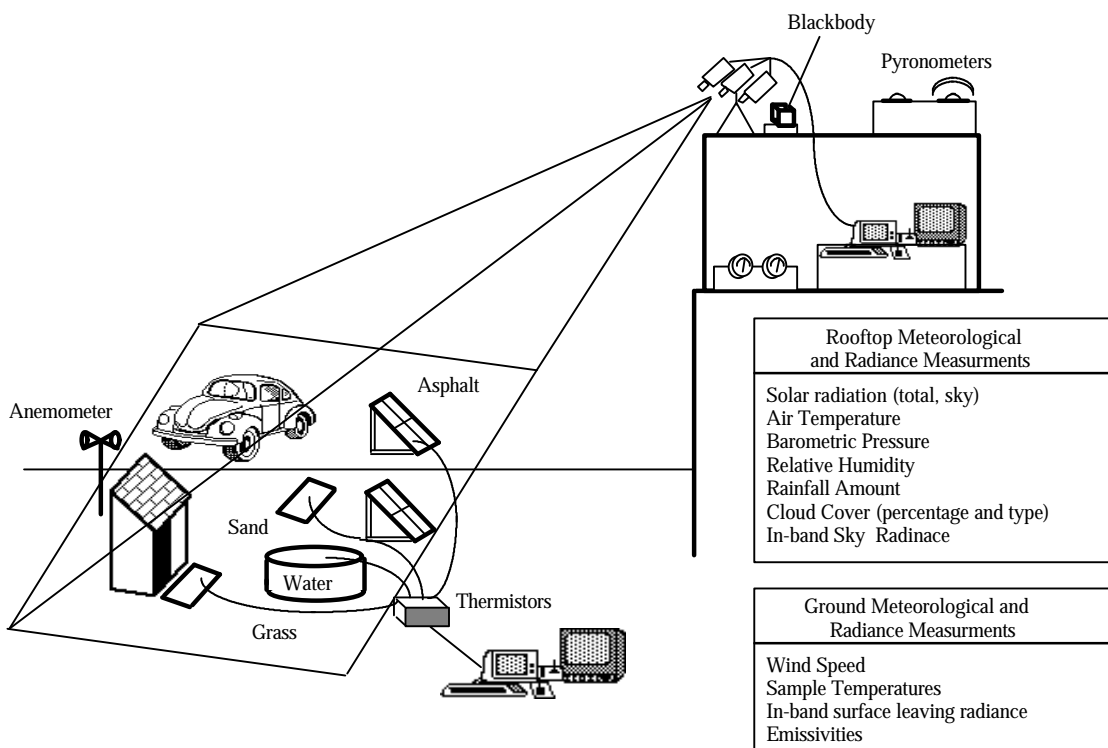 Blackbody
Pyronometers
Asphalt
Anemometer
Sand
Water
Thermistors
Grass
Rooftop Meteorological
and Radiance Measurments
Solar radiation (total, sky)
Air Temperature
Barometric Pressure
Relative Humidity
Rainfall Amount
Cloud Cover (percentage and type)
In-band Sky Radinace
Ground Meteorological and
Radiance Measurments
Wind Speed
Sample Temperatures
In-band surface leaving radiance
Emissivities